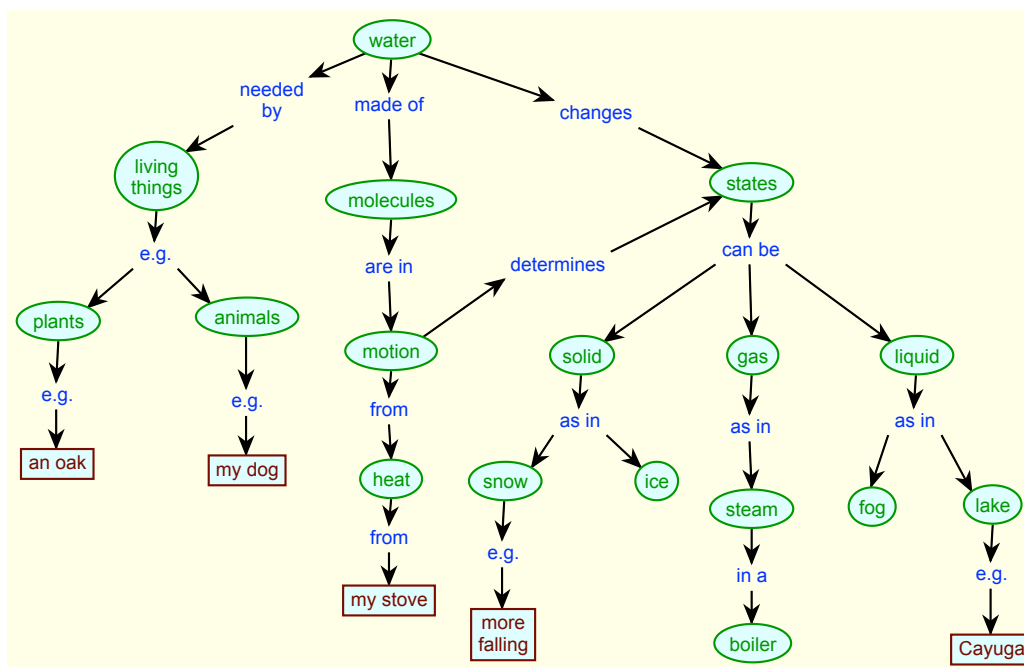 water
needed
by
made of
changes
living
things
molecules
states
e.g.
are in
determines
can be
plants
animals
motion
solid
gas
liquid
e.g.
e.g.
from
as in
as in
as in
an oak
my dog
heat
snow
ice
steam
fog
lake
from
e.g.
in a
e.g.
my stove
more
falling
boiler
Cayuga